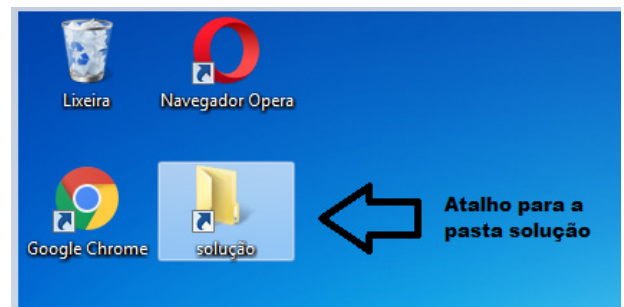 Lixeira
Navegador Opera
Google Chrome
solução
Atalho para a
pasta solução